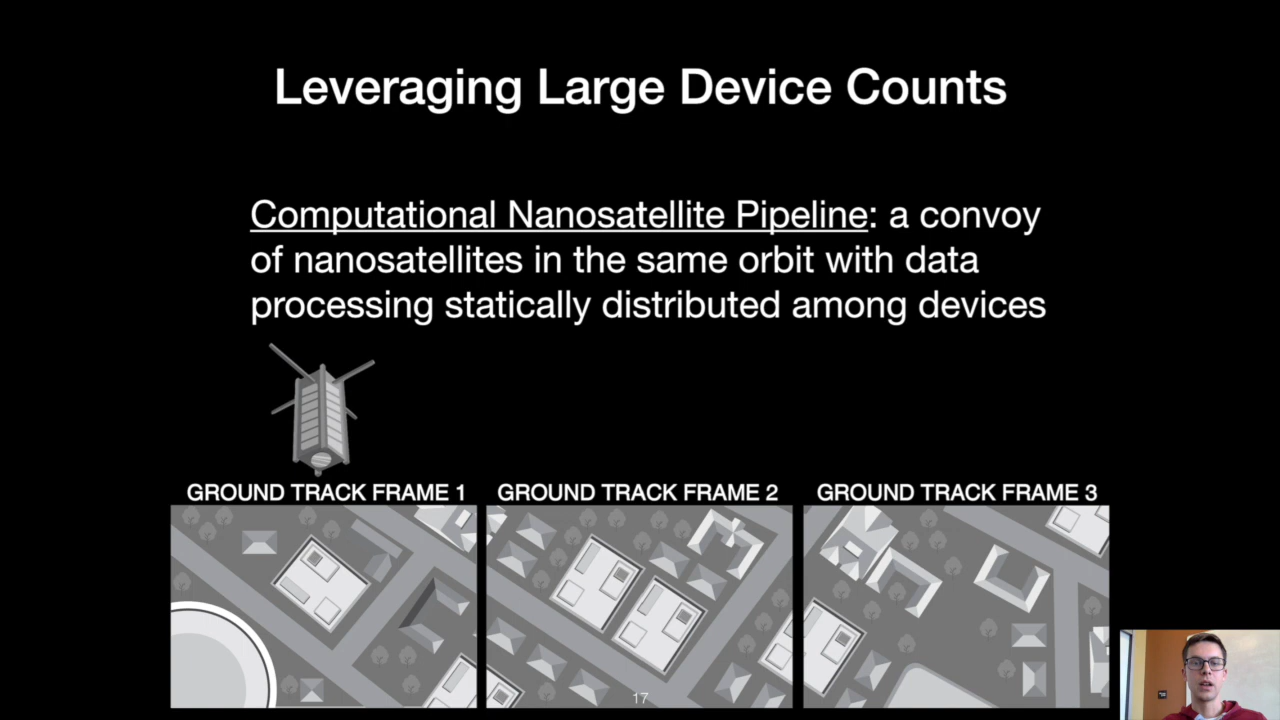 Leveraging Large Device Counts
Computational Nanosatellite Pipeline: a convoy
of nanosatellites in the same orbit with data
processing statically distributed among devices
GROUND TRACK FRAME 1
GROUND TRACK FRAME 2
GROUND TRACK FRAME 3
17